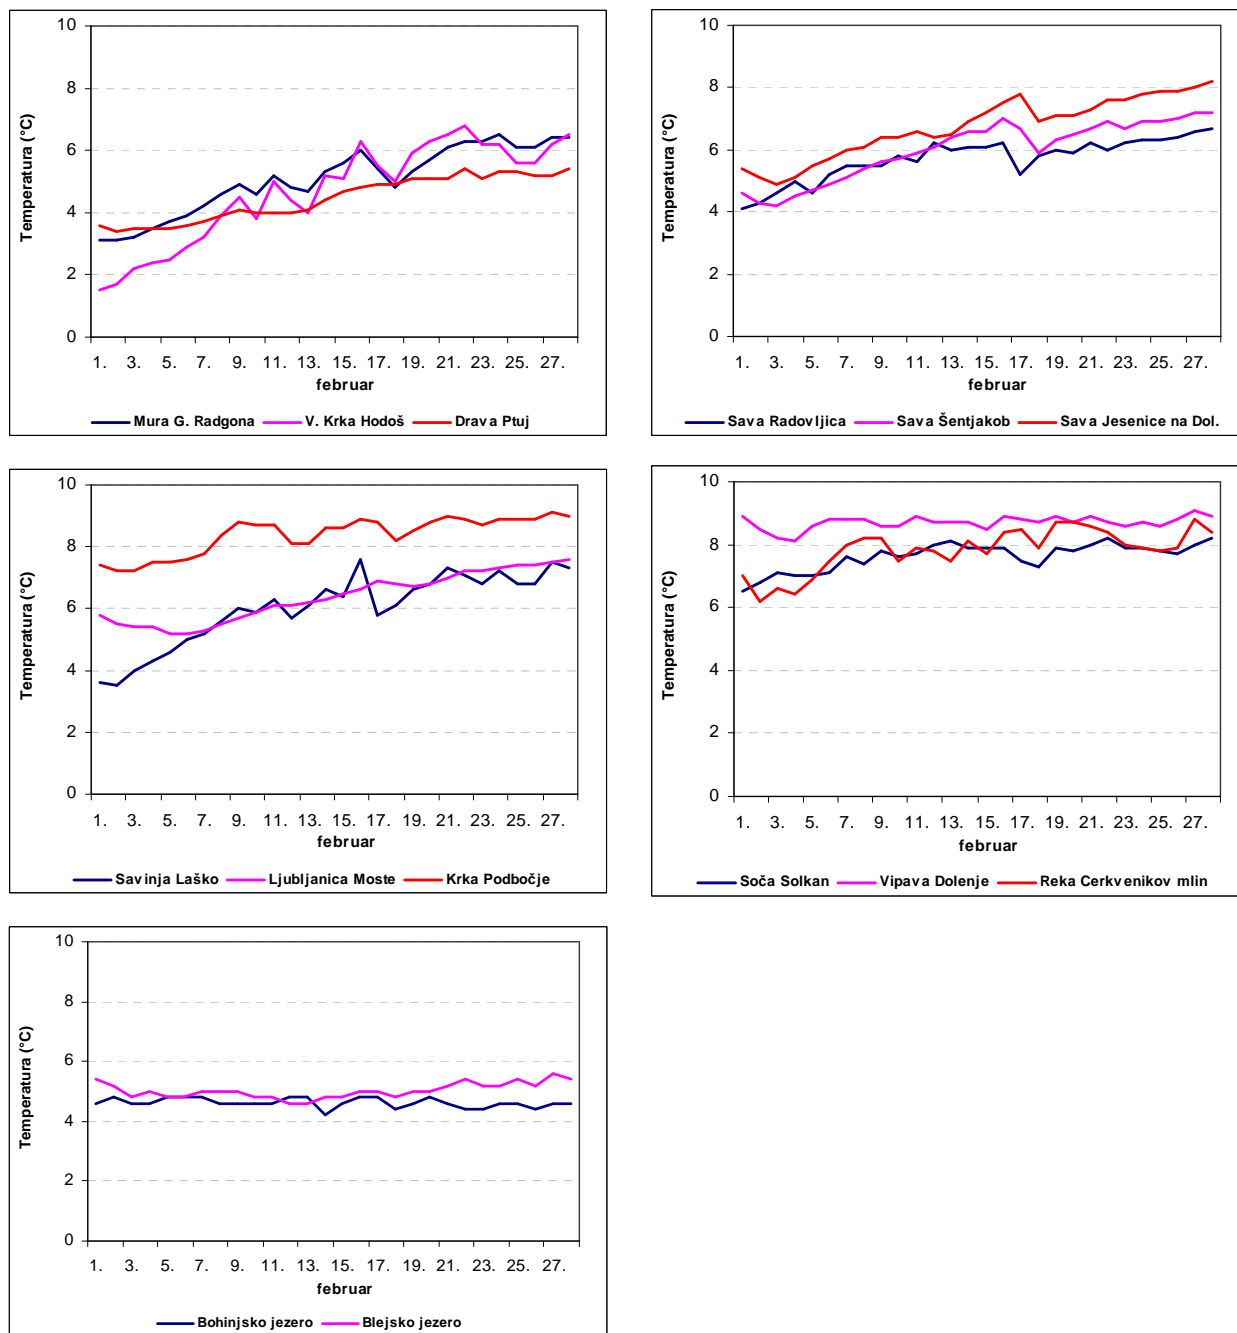 10
8
6
4
2
0
Temperatura (°C)
1. 3. 5. 7. 9. 11. 13. 15. 17. 19. 21. 23. 25. 27.
februar
Mura G. Radgona V. Krka Hodoš Drava Ptuj
10
8
6
4
2
0
Temperatura (°C)
1. 3. 5. 7. 9. 11. 13. 15. 17. 19. 21. 23. 25. 27.
februar
Sava Radovljica Sava Šentjakob Sava Jesenice na Dol.
10
8
6
4
2
0
Temperatura (°C)
1. 3. 5. 7. 9. 11. 13. 15. 17. 19. 21. 23. 25. 27.
februar
Savinja Laško Ljubljanica Moste Krka Podbočje
10
8
6
4
2
0
Temperatura (°C)
1. 3. 5. 7. 9. 11. 13. 15. 17. 19. 21. 23. 25. 27.
februar
Soča Solkan Vipava Dolenje Reka Cerkvenikov mlin
10
8
6
4
2
0
Temperatura (°C)
1. 3. 5. 7. 9. 11. 13. 15. 17. 19. 21. 23. 25. 27.
februar
Bohinjsko jezero Blejsko jezero